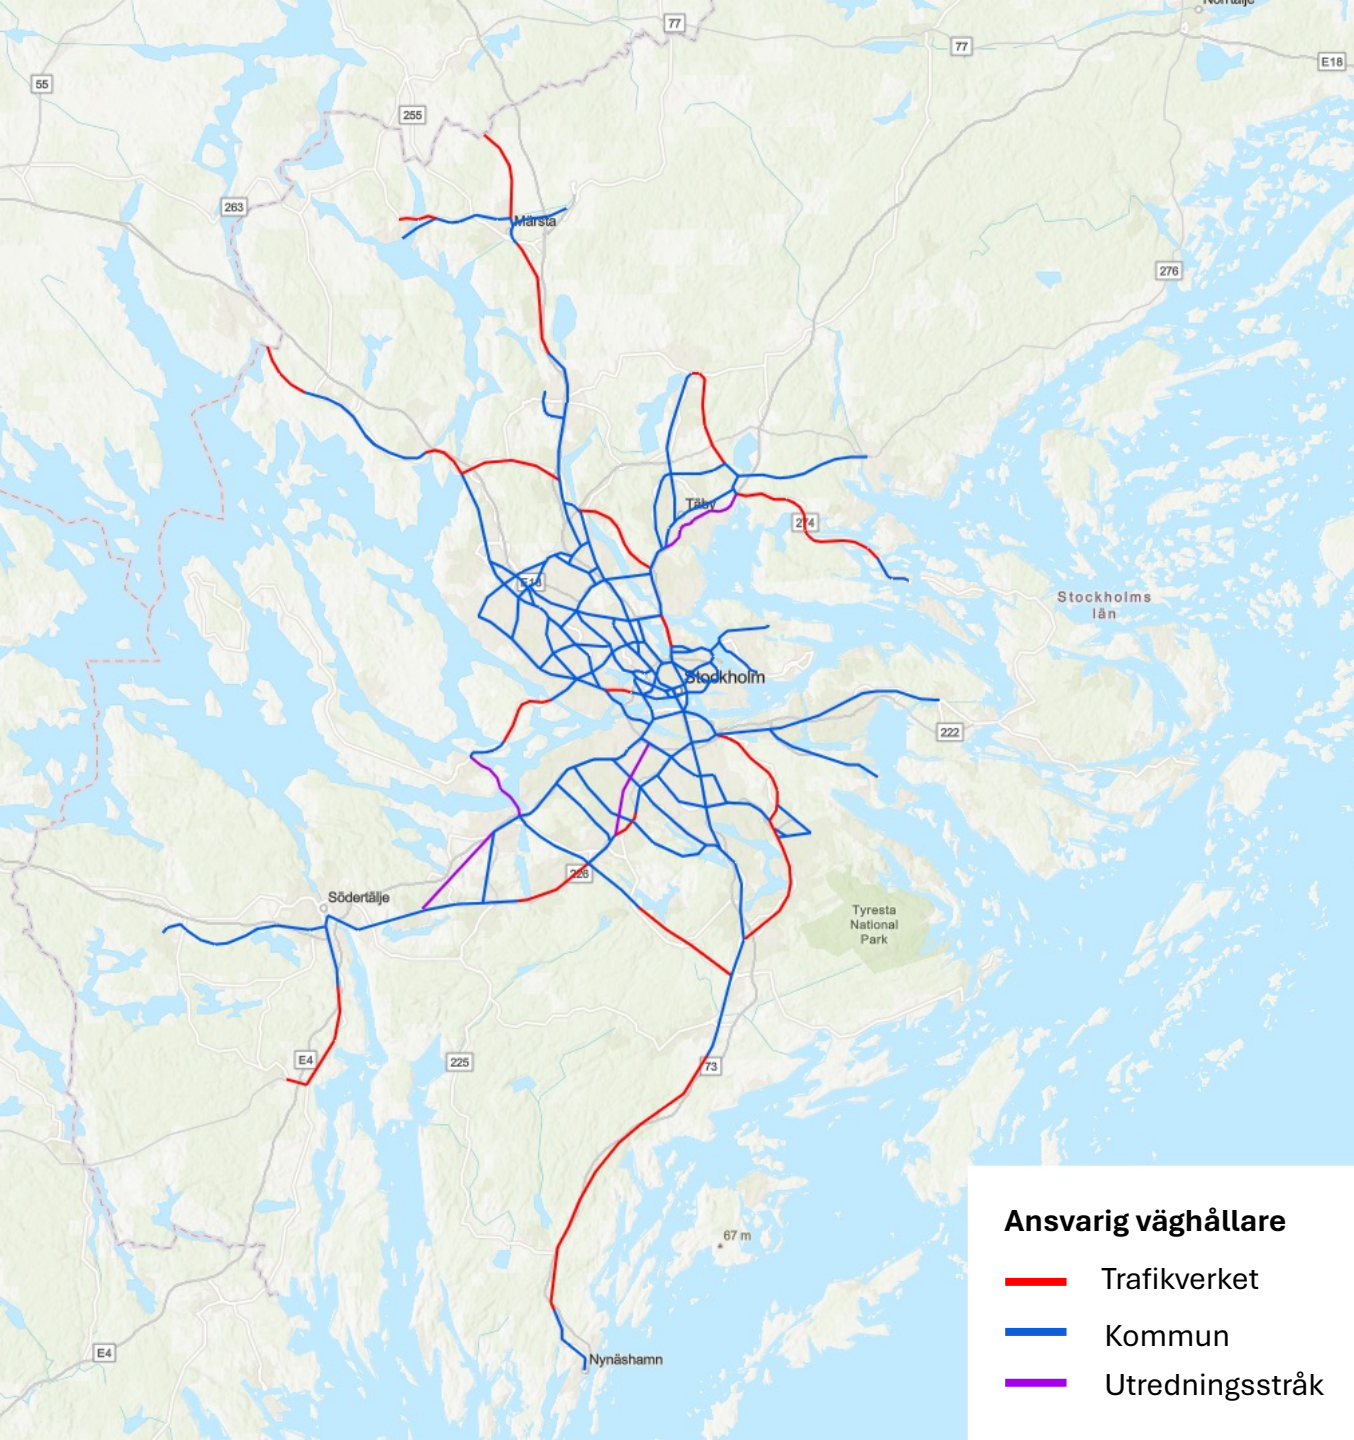 Norrtälje
77
77
E18
55
255
263
Märsta
276
Täby
274
E18
Stockholms
län
Stockholm
222
226
Södertälje
Tyresta
National
Park
E4
225
73
67 m
E4
Nynäshamn
Ansvarig väghållare
Trafikverket
Kommun
Utredningsstråk